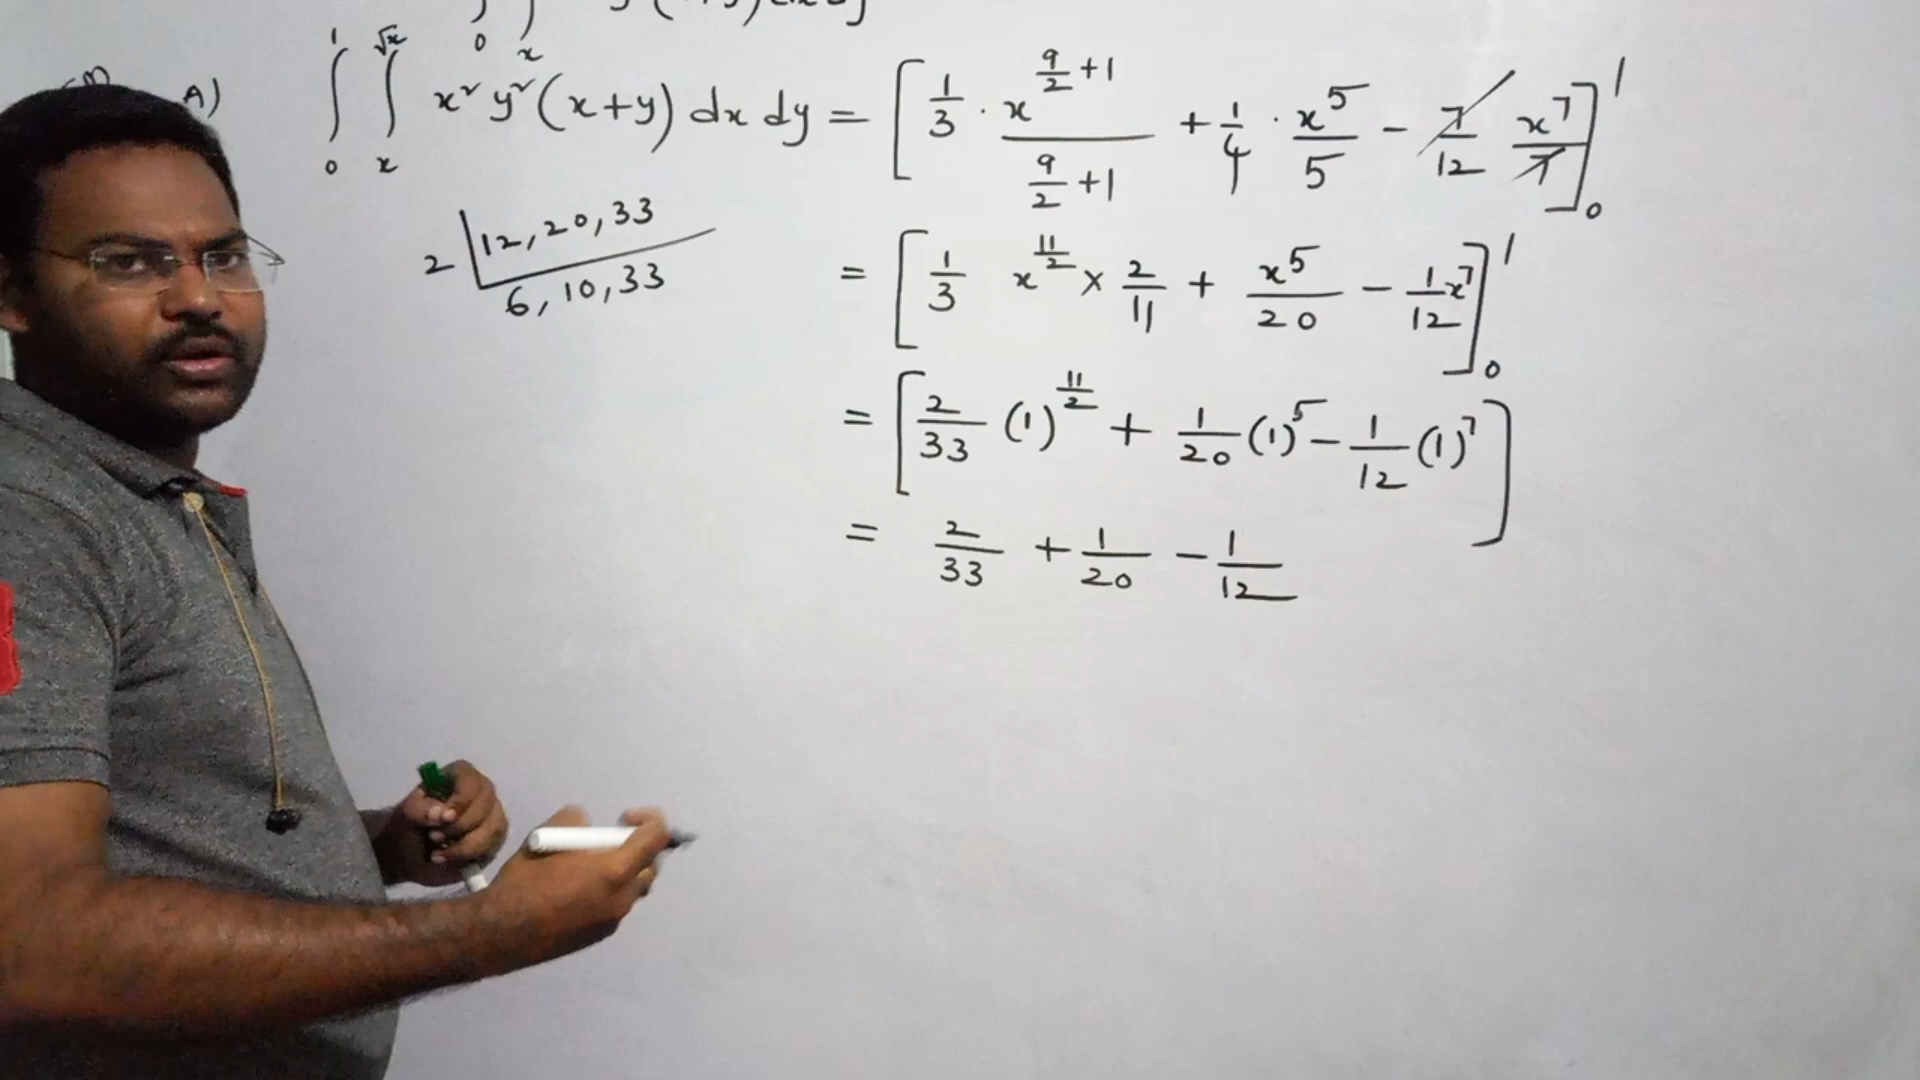 A) ∫₀¹ ∫ₓ^√x x² y² (x+y) dx dy = [1/3 · x^(9/2 +1) / (9/2 +1) + 1/4 · x⁵/5 − 7/12 x⁷/7]₀¹
2 | 12, 20, 33
6, 10, 33
= [1/3 x^(11/2) × 2/11 + x⁵/20 − 1/12 x⁷]₀¹
= [2/33 (1)^(11/2) + 1/20 (1)⁵ − 1/12 (1)⁷]
= 2/33 + 1/20 − 1/12